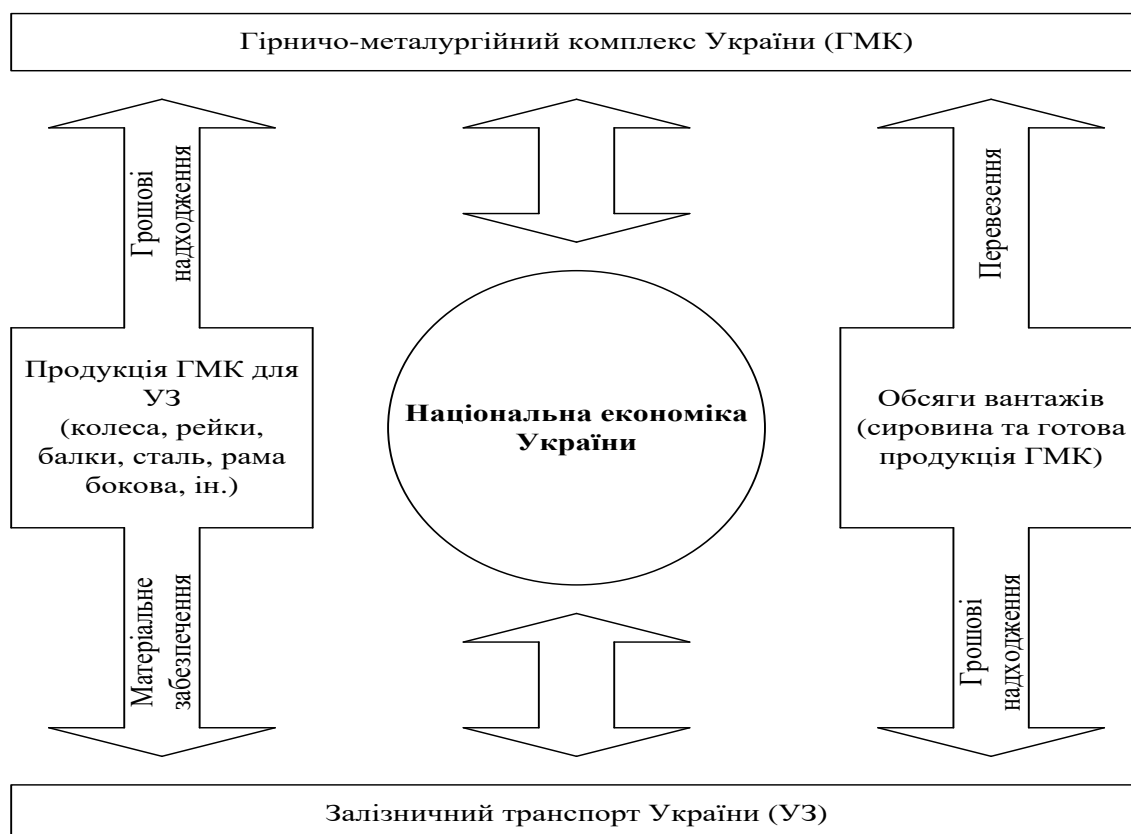 Гірничо-металургійний комплекс України (ГМК)
Грошові
надходження
Перевезення
Продукція ГМК для
УЗ
(колеса, рейки,
балки, сталь, рама
бокова, ін.)
Національна економіка
України
Обсяги вантажів
(сировина та готова
продукція ГМК)
Матеріальне
забезпечення
Грошові
надходження
Залізничний транспорт України (УЗ)